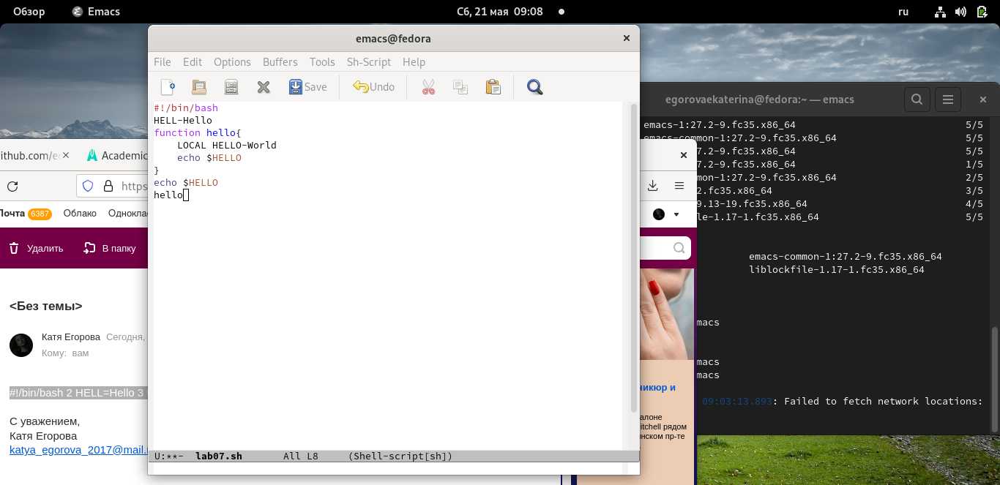 Обзор
Emacs
Сб, 21 мая 09:08
ru
emacs@fedora
File Edit Options Buffers Tools Sh-Script Help
Save
Undo
#!/bin/bash
HELL-Hello
function hello{
LOCAL HELLO-World
echo $HELLO
}
echo $HELLO
hello
U:**- lab07.sh All L8 (Shell-script[sh])
egorovaekaterina@fedora:~ — emacs
emacs-1:27.2-9.fc35.x86_64 5/5
emacs-common-1:27.2-9.fc35.x86_64 5/5
7.2-9.fc35.x86_64 5/5
7.2-9.fc35.x86_64 1/5
mon-1:27.2-9.fc35.x86_64 2/5
2.fc35.x86_64 3/5
9.13-19.fc35.x86_64 4/5
le-1.17-1.fc35.x86_64 5/5
emacs-common-1:27.2-9.fc35.x86_64
liblockfile-1.17-1.fc35.x86_64
macs
macs
macs
09:03:13.893: Failed to fetch network locations:
ithub.com/e
Academic
https
Почта 6387 Облако Однокла
Удалить В папку
<Без темы>
Катя Егорова Сегодня,
Кому: вам
#!/bin/bash 2 HELL=Hello 3
С уважением,
Катя Егорова
katya_egorova_2017@mail.
никюр и
алоне
itchell рядом
инском пр-те